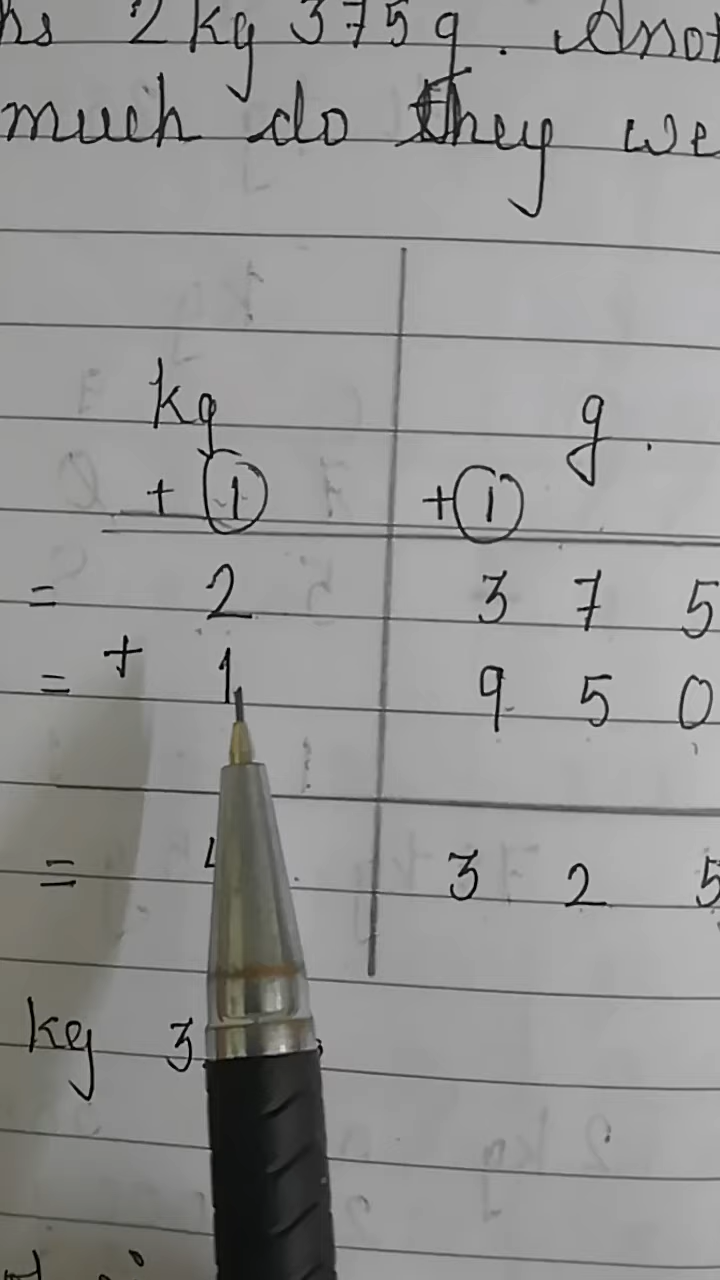 2 kg 375 g.
much do they we
kg g.
+ 1 + 1
= 2 3 7 5
= + 1 9 5 0
= 4 3 2 5
kg 3